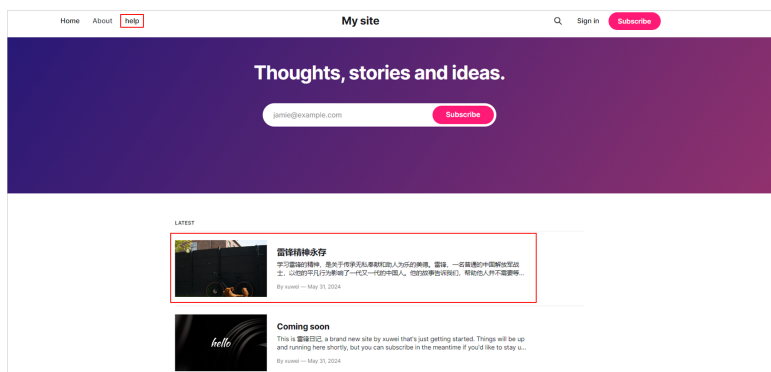 Home About help My site Sign in Subscribe
Thoughts, stories and ideas.
jamie@example.com Subscribe
LATEST
雷锋精神永存
学习雷锋的精神，是关于传承无私奉献和助人为乐的美德。雷锋，一名普通的中国解放军战
士，以他的平凡行为影响了一代又一代的中国人。他的故事告诉我们，帮助他人并不需要等...
By xuwei — May 31, 2024
hello
Coming soon
This is 雷锋日记, a brand new site by xuwei that's just getting started. Things will be up
and running here shortly, but you can subscribe in the meantime if you'd like to stay u...
By xuwei — May 31, 2024